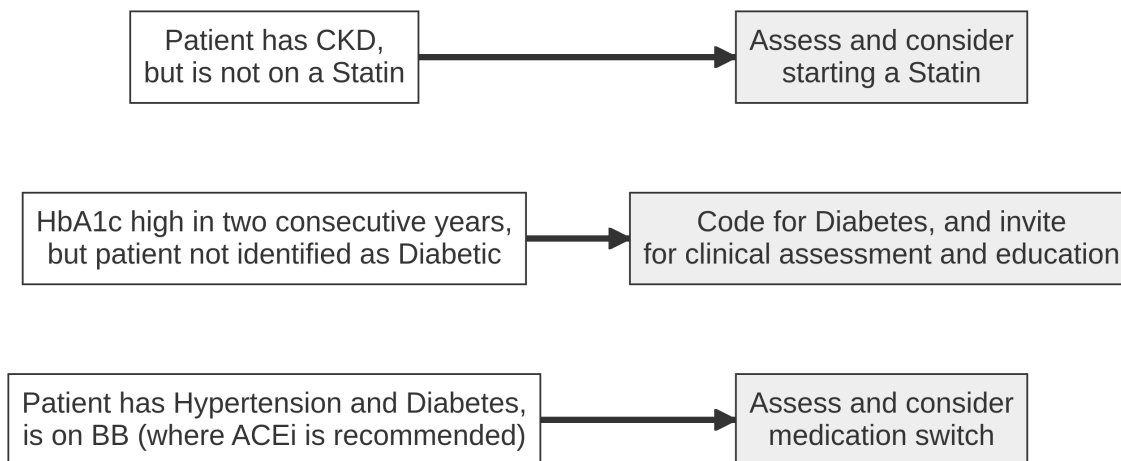 Patient has CKD,
but is not on a Statin
Assess and consider
starting a Statin
HbA1c high in two consecutive years,
but patient not identified as Diabetic
Code for Diabetes, and invite
for clinical assessment and education
Patient has Hypertension and Diabetes,
is on BB (where ACEi is recommended)
Assess and consider
medication switch